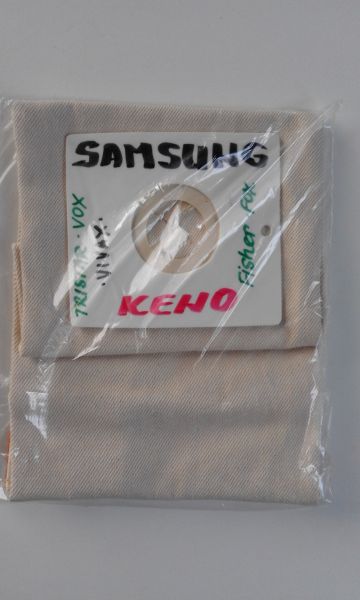 SAMSUNG
TRISTAR · VOX
· VIVAX ·
Fisher FOX
KENO